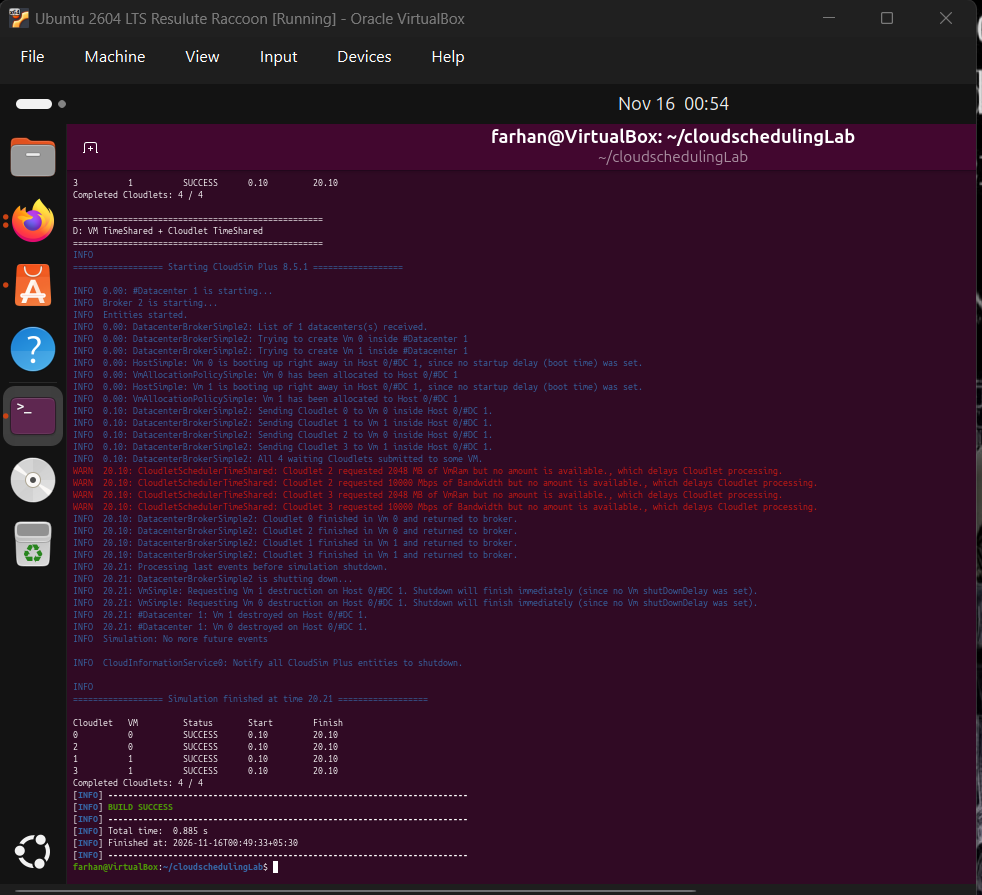 Ubuntu 2604 LTS Resulute Raccoon [Running] - Oracle VirtualBox
File Machine View Input Devices Help
Nov 16 00:54
farhan@VirtualBox: ~/cloudschedulingLab
~/cloudschedulingLab
3 1 SUCCESS 0.10 20.10
Completed Cloudlets: 4 / 4
==================================================
D: VM TimeShared + Cloudlet TimeShared
==================================================
INFO
================== Starting CloudSim Plus 8.5.1 ==================
INFO 0.00: #Datacenter 1 is starting...
INFO Broker 2 is starting...
INFO Entities started.
INFO 0.00: DatacenterBrokerSimple2: List of 1 datacenters(s) received.
INFO 0.00: DatacenterBrokerSimple2: Trying to create Vm 0 inside #Datacenter 1
INFO 0.00: DatacenterBrokerSimple2: Trying to create Vm 1 inside #Datacenter 1
INFO 0.00: HostSimple: Vm 0 is booting up right away in Host 0/#DC 1, since no startup delay (boot time) was set.
INFO 0.00: VmAllocationPolicySimple: Vm 0 has been allocated to Host 0/#DC 1
INFO 0.00: HostSimple: Vm 1 is booting up right away in Host 0/#DC 1, since no startup delay (boot time) was set.
INFO 0.00: VmAllocationPolicySimple: Vm 1 has been allocated to Host 0/#DC 1
INFO 0.10: DatacenterBrokerSimple2: Sending Cloudlet 0 to Vm 0 inside Host 0/#DC 1.
INFO 0.10: DatacenterBrokerSimple2: Sending Cloudlet 1 to Vm 1 inside Host 0/#DC 1.
INFO 0.10: DatacenterBrokerSimple2: Sending Cloudlet 2 to Vm 0 inside Host 0/#DC 1.
INFO 0.10: DatacenterBrokerSimple2: Sending Cloudlet 3 to Vm 1 inside Host 0/#DC 1.
INFO 0.10: DatacenterBrokerSimple2: All 4 waiting Cloudlets submitted to some VM.
WARN 20.10: CloudletSchedulerTimeShared: Cloudlet 2 requested 2048 MB of VmRam but no amount is available., which delays Cloudlet processing.
WARN 20.10: CloudletSchedulerTimeShared: Cloudlet 2 requested 10000 Mbps of Bandwidth but no amount is available., which delays Cloudlet processing.
WARN 20.10: CloudletSchedulerTimeShared: Cloudlet 3 requested 2048 MB of VmRam but no amount is available., which delays Cloudlet processing.
WARN 20.10: CloudletSchedulerTimeShared: Cloudlet 3 requested 10000 Mbps of Bandwidth but no amount is available., which delays Cloudlet processing.
INFO 20.10: DatacenterBrokerSimple2: Cloudlet 0 finished in Vm 0 and returned to broker.
INFO 20.10: DatacenterBrokerSimple2: Cloudlet 2 finished in Vm 0 and returned to broker.
INFO 20.10: DatacenterBrokerSimple2: Cloudlet 1 finished in Vm 1 and returned to broker.
INFO 20.10: DatacenterBrokerSimple2: Cloudlet 3 finished in Vm 1 and returned to broker.
INFO 20.21: Processing last events before simulation shutdown.
INFO 20.21: DatacenterBrokerSimple2 is shutting down...
INFO 20.21: VmSimple: Requesting Vm 1 destruction on Host 0/#DC 1. Shutdown will finish immediately (since no Vm shutDownDelay was set).
INFO 20.21: VmSimple: Requesting Vm 0 destruction on Host 0/#DC 1. Shutdown will finish immediately (since no Vm shutDownDelay was set).
INFO 20.21: #Datacenter 1: Vm 1 destroyed on Host 0/#DC 1.
INFO 20.21: #Datacenter 1: Vm 0 destroyed on Host 0/#DC 1.
INFO Simulation: No more future events
INFO CloudInformationService0: Notify all CloudSim Plus entities to shutdown.
INFO
================== Simulation finished at time 20.21 ==================
Cloudlet VM Status Start Finish
0 0 SUCCESS 0.10 20.10
2 0 SUCCESS 0.10 20.10
1 1 SUCCESS 0.10 20.10
3 1 SUCCESS 0.10 20.10
Completed Cloudlets: 4 / 4
[INFO] ------------------------------------------------------------------------
[INFO] BUILD SUCCESS
[INFO] ------------------------------------------------------------------------
[INFO] Total time: 0.885 s
[INFO] Finished at: 2026-11-16T00:49:33+05:30
[INFO] ------------------------------------------------------------------------
farhan@VirtualBox:~/cloudschedulingLab$